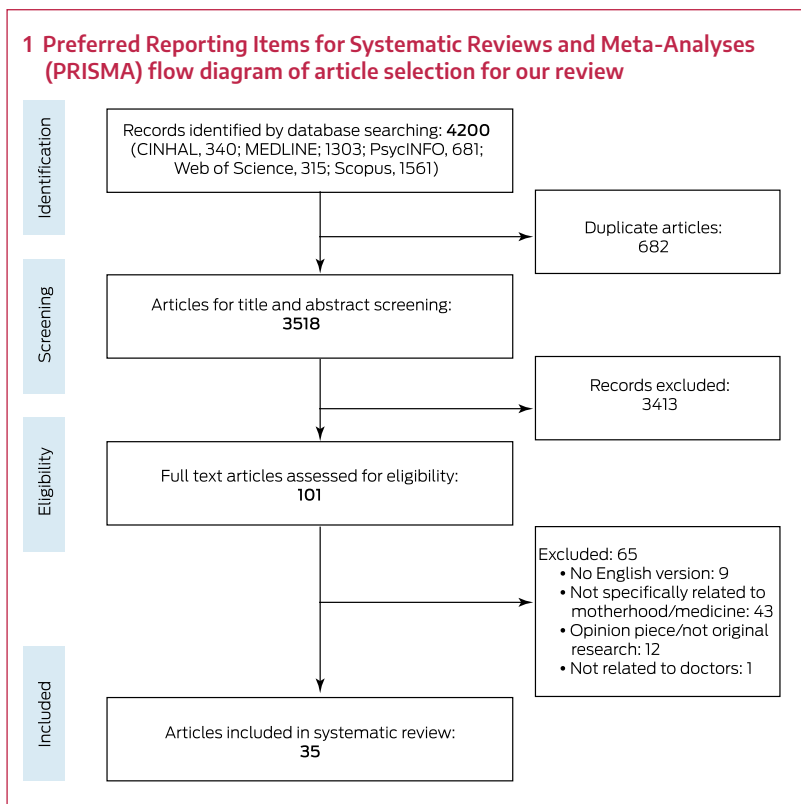 1 Preferred Reporting Items for Systematic Reviews and Meta-Analyses
(PRISMA) flow diagram of article selection for our review
Identification
Records identified by database searching: 4200
(CINHAL, 340; MEDLINE; 1303; PsycINFO, 681;
Web of Science, 315; Scopus, 1561)
Duplicate articles:
682
Screening
Articles for title and abstract screening:
3518
Records excluded:
3413
Eligibility
Full text articles assessed for eligibility:
101
Excluded: 65
• No English version: 9
• Not specifically related to
motherhood/medicine: 43
• Opinion piece/not original
research: 12
• Not related to doctors: 1
Included
Articles included in systematic review:
35